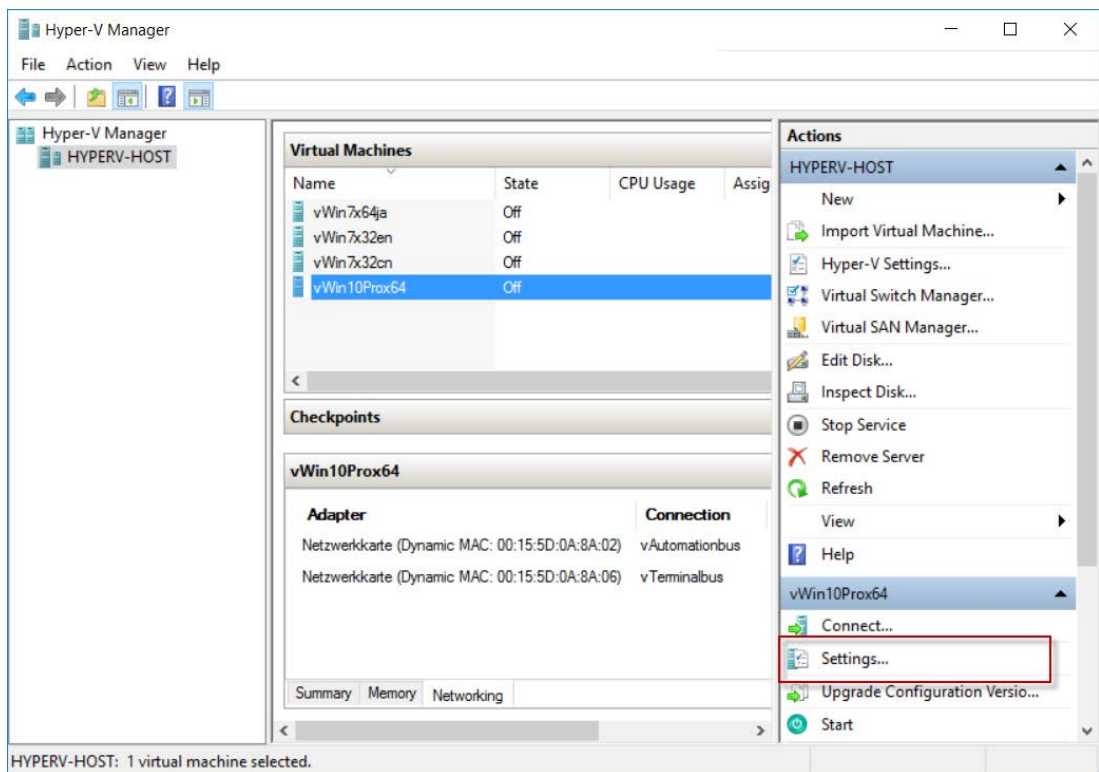 Hyper-V Manager
File Action View Help
Hyper-V Manager
HYPERV-HOST
Virtual Machines
Name State CPU Usage Assig
vWin7x64ja Off
vWin7x32en Off
vWin7x32cn Off
vWin10Prox64 Off
Checkpoints
vWin10Prox64
Adapter Connection
Netzwerkkarte (Dynamic MAC: 00:15:5D:0A:8A:02) vAutomationbus
Netzwerkkarte (Dynamic MAC: 00:15:5D:0A:8A:06) vTerminalbus
Summary Memory Networking
Actions
HYPERV-HOST
New
Import Virtual Machine...
Hyper-V Settings...
Virtual Switch Manager...
Virtual SAN Manager...
Edit Disk...
Inspect Disk...
Stop Service
Remove Server
Refresh
View
Help
vWin10Prox64
Connect...
Settings...
Upgrade Configuration Versio...
Start
HYPERV-HOST: 1 virtual machine selected.